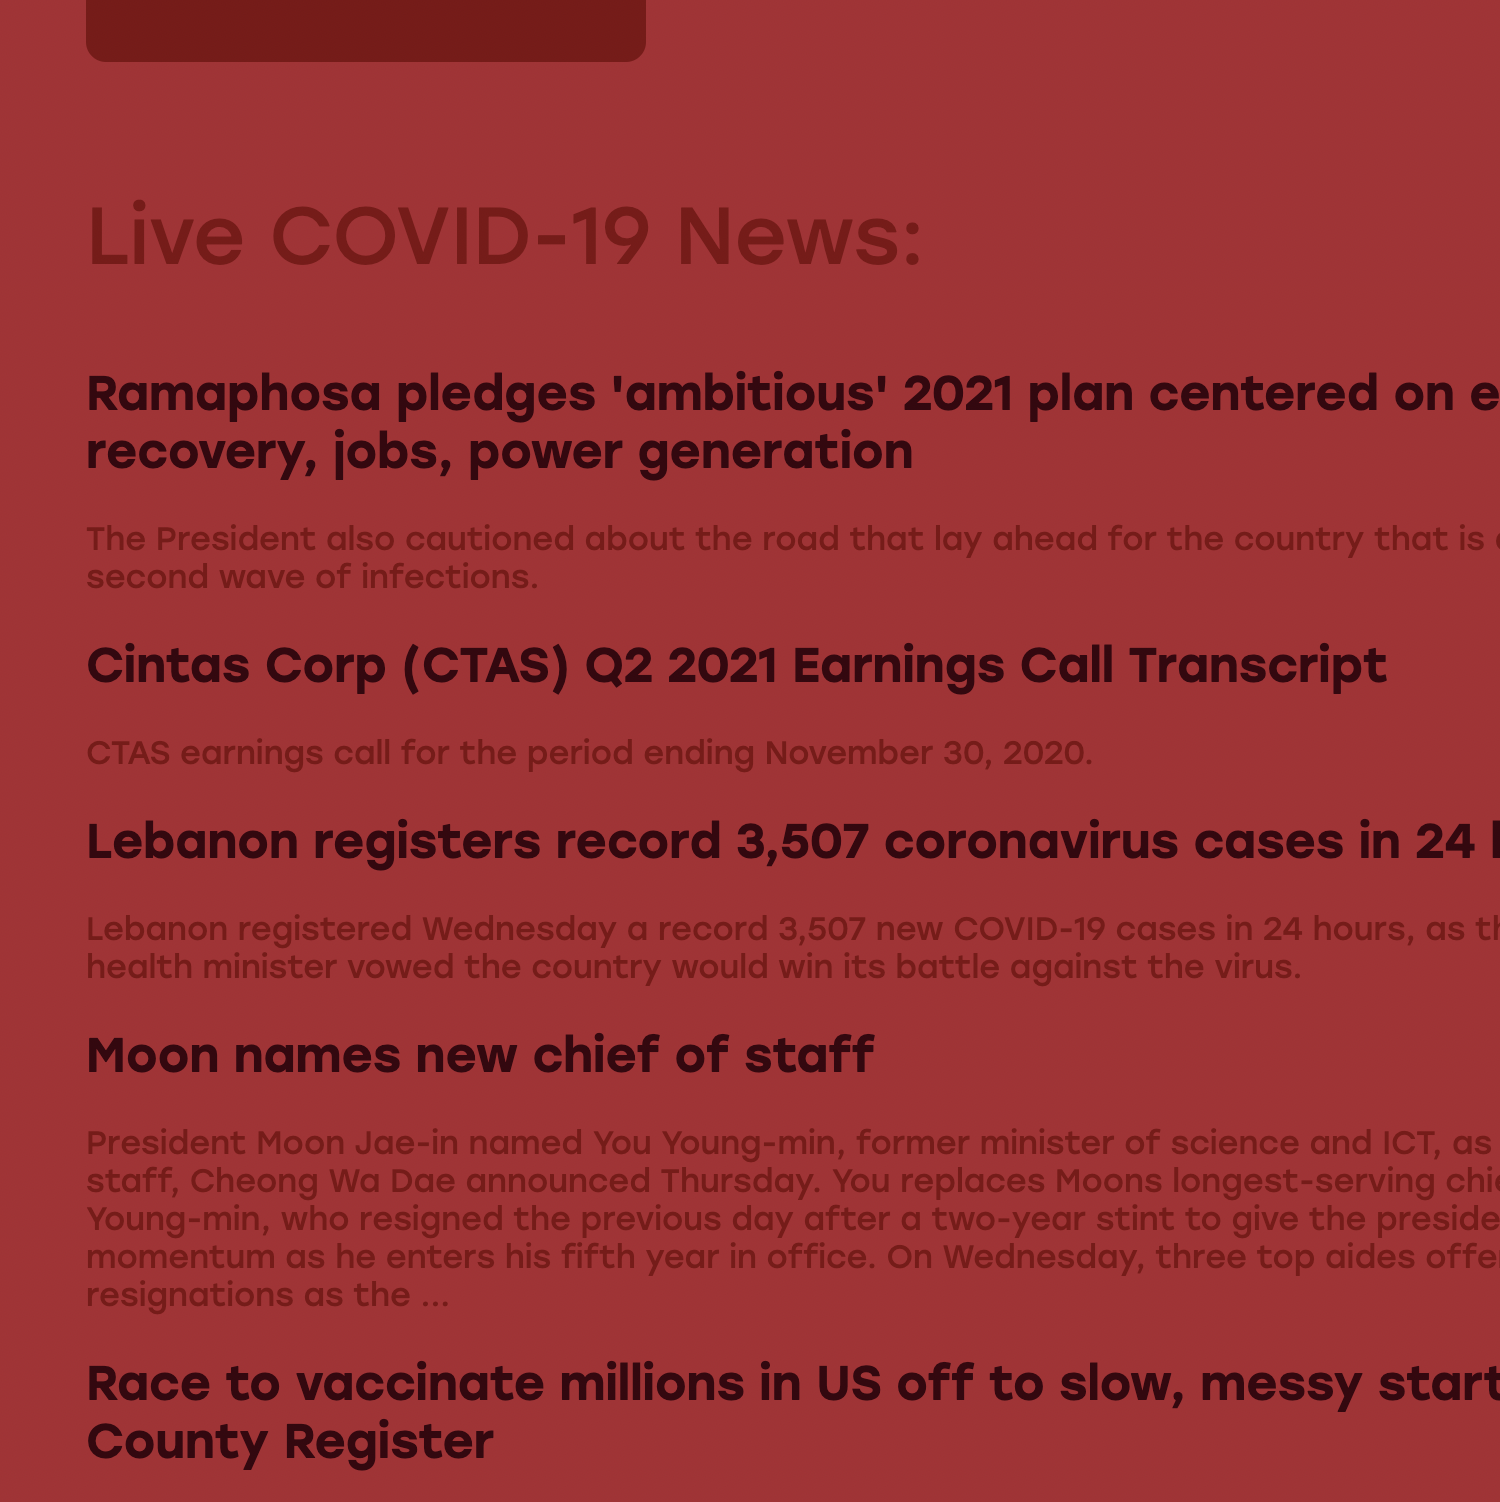 Live COVID-19 News:
Ramaphosa pledges 'ambitious' 2021 plan centered on
recovery, jobs, power generation
The President also cautioned about the road that lay ahead for the country that is
second wave of infections.
Cintas Corp (CTAS) Q2 2021 Earnings Call Transcript
CTAS earnings call for the period ending November 30, 2020.
Lebanon registers record 3,507 coronavirus cases in 24
Lebanon registered Wednesday a record 3,507 new COVID-19 cases in 24 hours, as
health minister vowed the country would win its battle against the virus.
Moon names new chief of staff
President Moon Jae-in named You Young-min, former minister of science and ICT, as
staff, Cheong Wa Dae announced Thursday. You replaces Moons longest-serving
Young-min, who resigned the previous day after a two-year stint to give the
momentum as he enters his fifth year in office. On Wednesday, three top aides
resignations as the ...
Race to vaccinate millions in US off to slow, messy start
County Register